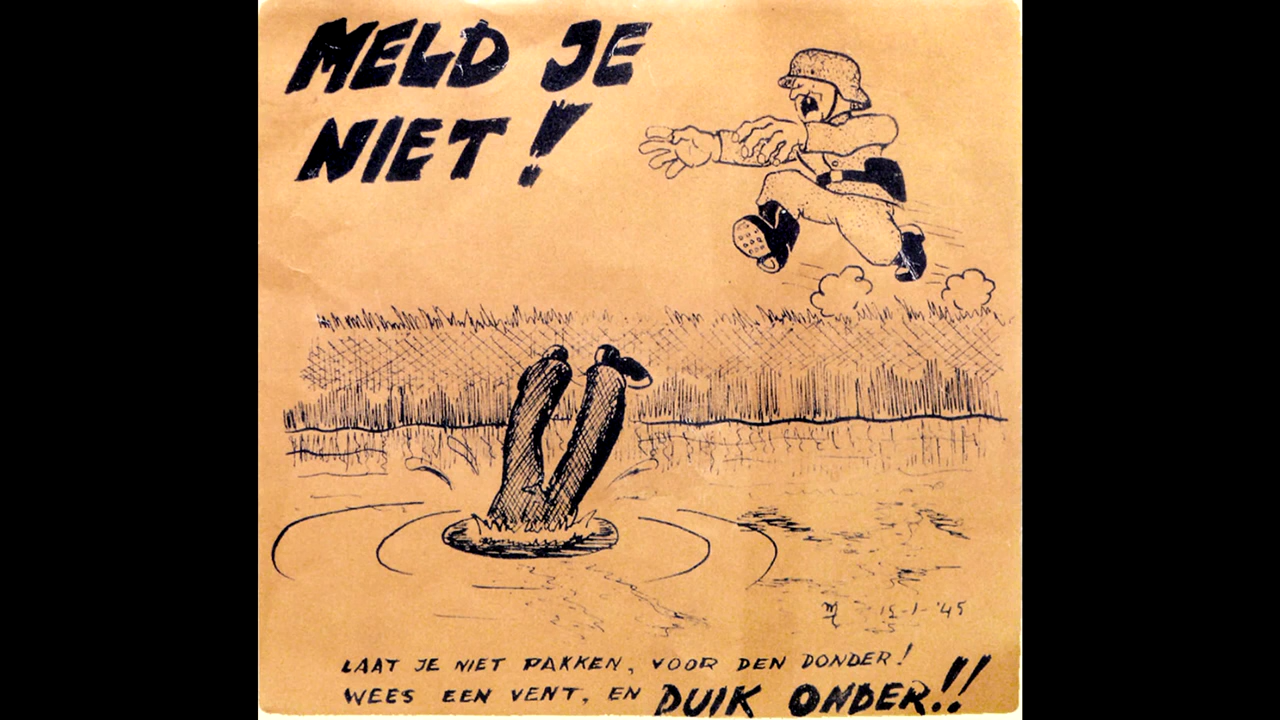 MELD JE
NIET!
15-1-'45
LAAT JE NIET PAKKEN, VOOR DEN DONDER!
WEES EEN VENT, EN DUIK ONDER!!